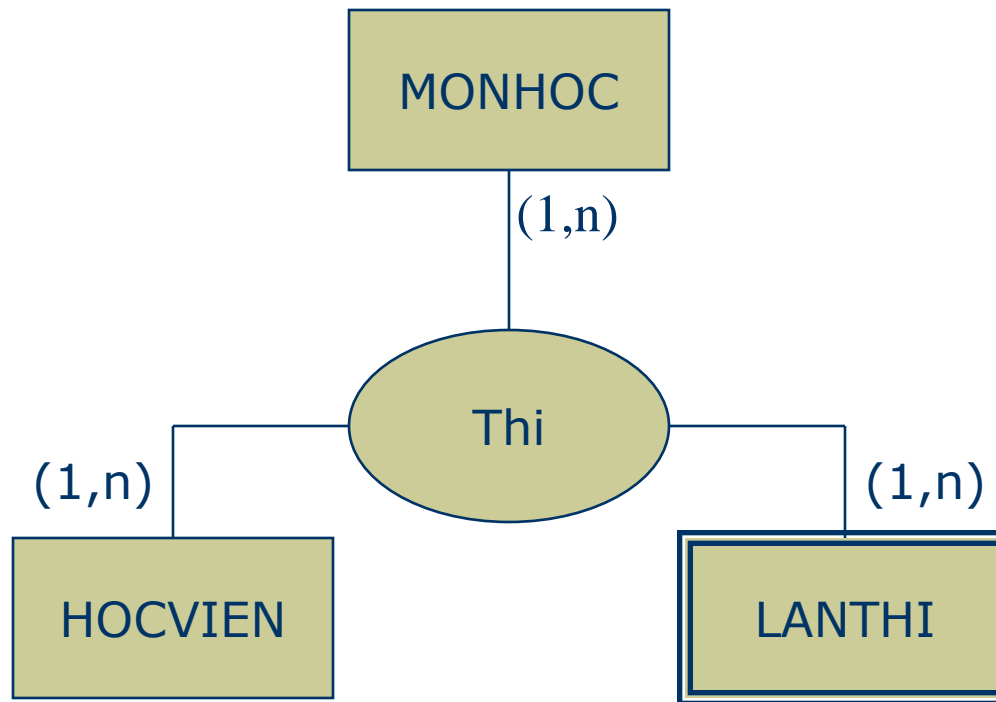 MONHOC
(1,n)
Thi
(1,n)
(1,n)
HOCVIEN
LANTHI